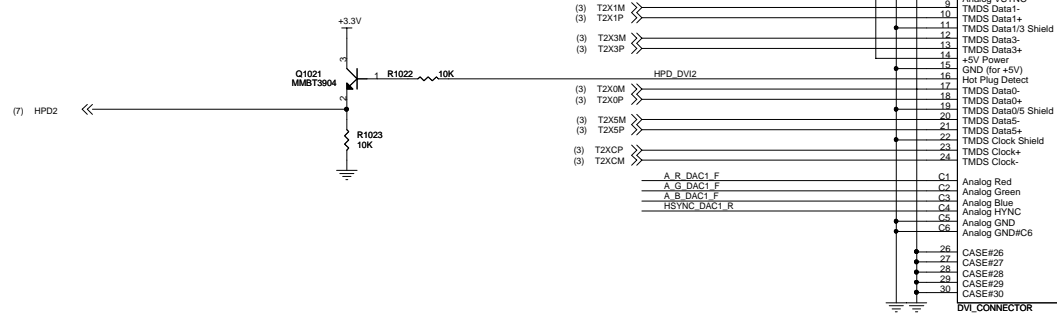 Analog VSYNC
(3) T2X1M 9 TMDS Data1-
(3) T2X1P 10 TMDS Data1+
11 TMDS Data1/3 Shield
(3) T2X3M 12 TMDS Data3-
(3) T2X3P 13 TMDS Data3+
14 +5V Power
15 GND (for +5V)
HPD_DVI2 16 Hot Plug Detect
(3) T2X0M 17 TMDS Data0-
(3) T2X0P 18 TMDS Data0+
19 TMDS Data0/5 Shield
(3) T2X5M 20 TMDS Data5-
(3) T2X5P 21 TMDS Data5+
22 TMDS Clock Shield
(3) T2XCP 23 TMDS Clock+
(3) T2XCM 24 TMDS Clock-
A_R_DAC1_F C1 Analog Red
A_G_DAC1_F C2 Analog Green
A_B_DAC1_F C3 Analog Blue
HSYNC_DAC1_R C4 Analog HYNC
C5 Analog GND
C6 Analog GND#C6
26 CASE#26
27 CASE#27
28 CASE#28
29 CASE#29
30 CASE#30
DVI_CONNECTOR
+3.3V
3
Q1021
MMBT3904
1 R1022 10K
2
(7) HPD2
R1023
10K